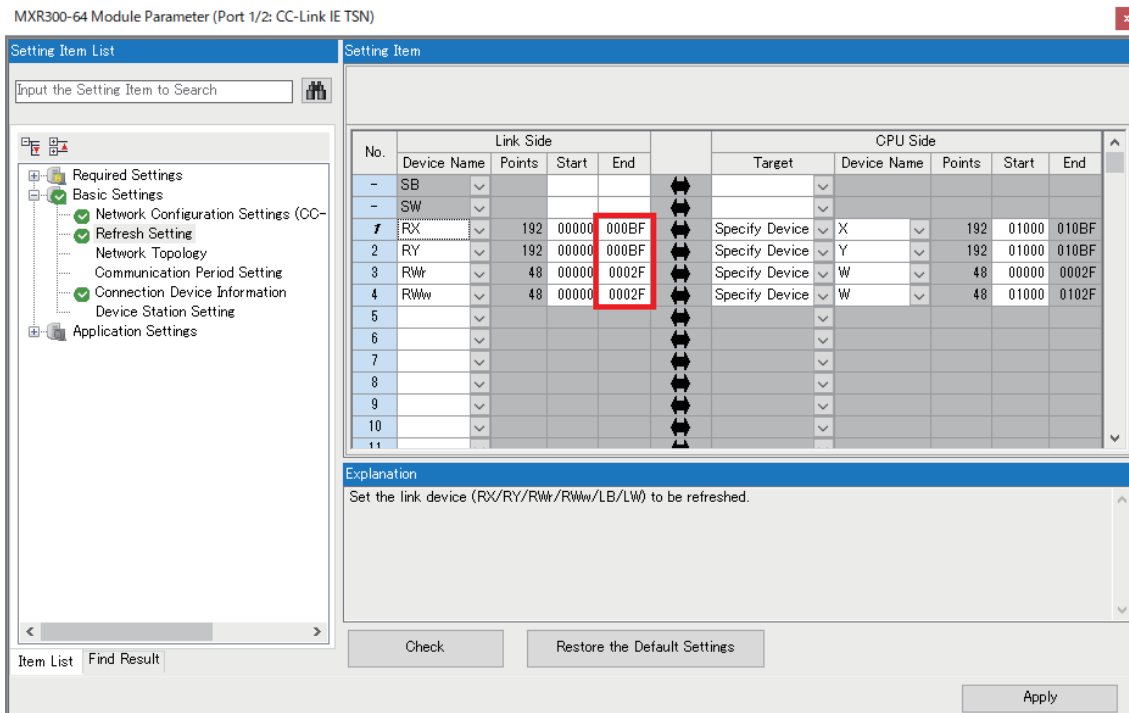 MXR300-64 Module Parameter (Port 1/2: CC-Link IE TSN)
Setting Item List
Input the Setting Item to Search
Required Settings
Basic Settings
Network Configuration Settings (CC-
Refresh Setting
Network Topology
Communication Period Setting
Connection Device Information
Device Station Setting
Application Settings
Item List Find Result
Setting Item
No. Link Side CPU Side
Device Name Points Start End Target Device Name Points Start End
- SB
- SW
1 RX 192 00000 000BF Specify Device X 192 01000 010BF
2 RY 192 00000 000BF Specify Device Y 192 01000 010BF
3 RWr 48 00000 0002F Specify Device W 48 00000 0002F
4 RWw 48 00000 0002F Specify Device W 48 01000 0102F
5
6
7
8
9
10
11
Explanation
Set the link device (RX/RY/RWr/RWw/LB/LW) to be refreshed.
Check Restore the Default Settings
Apply